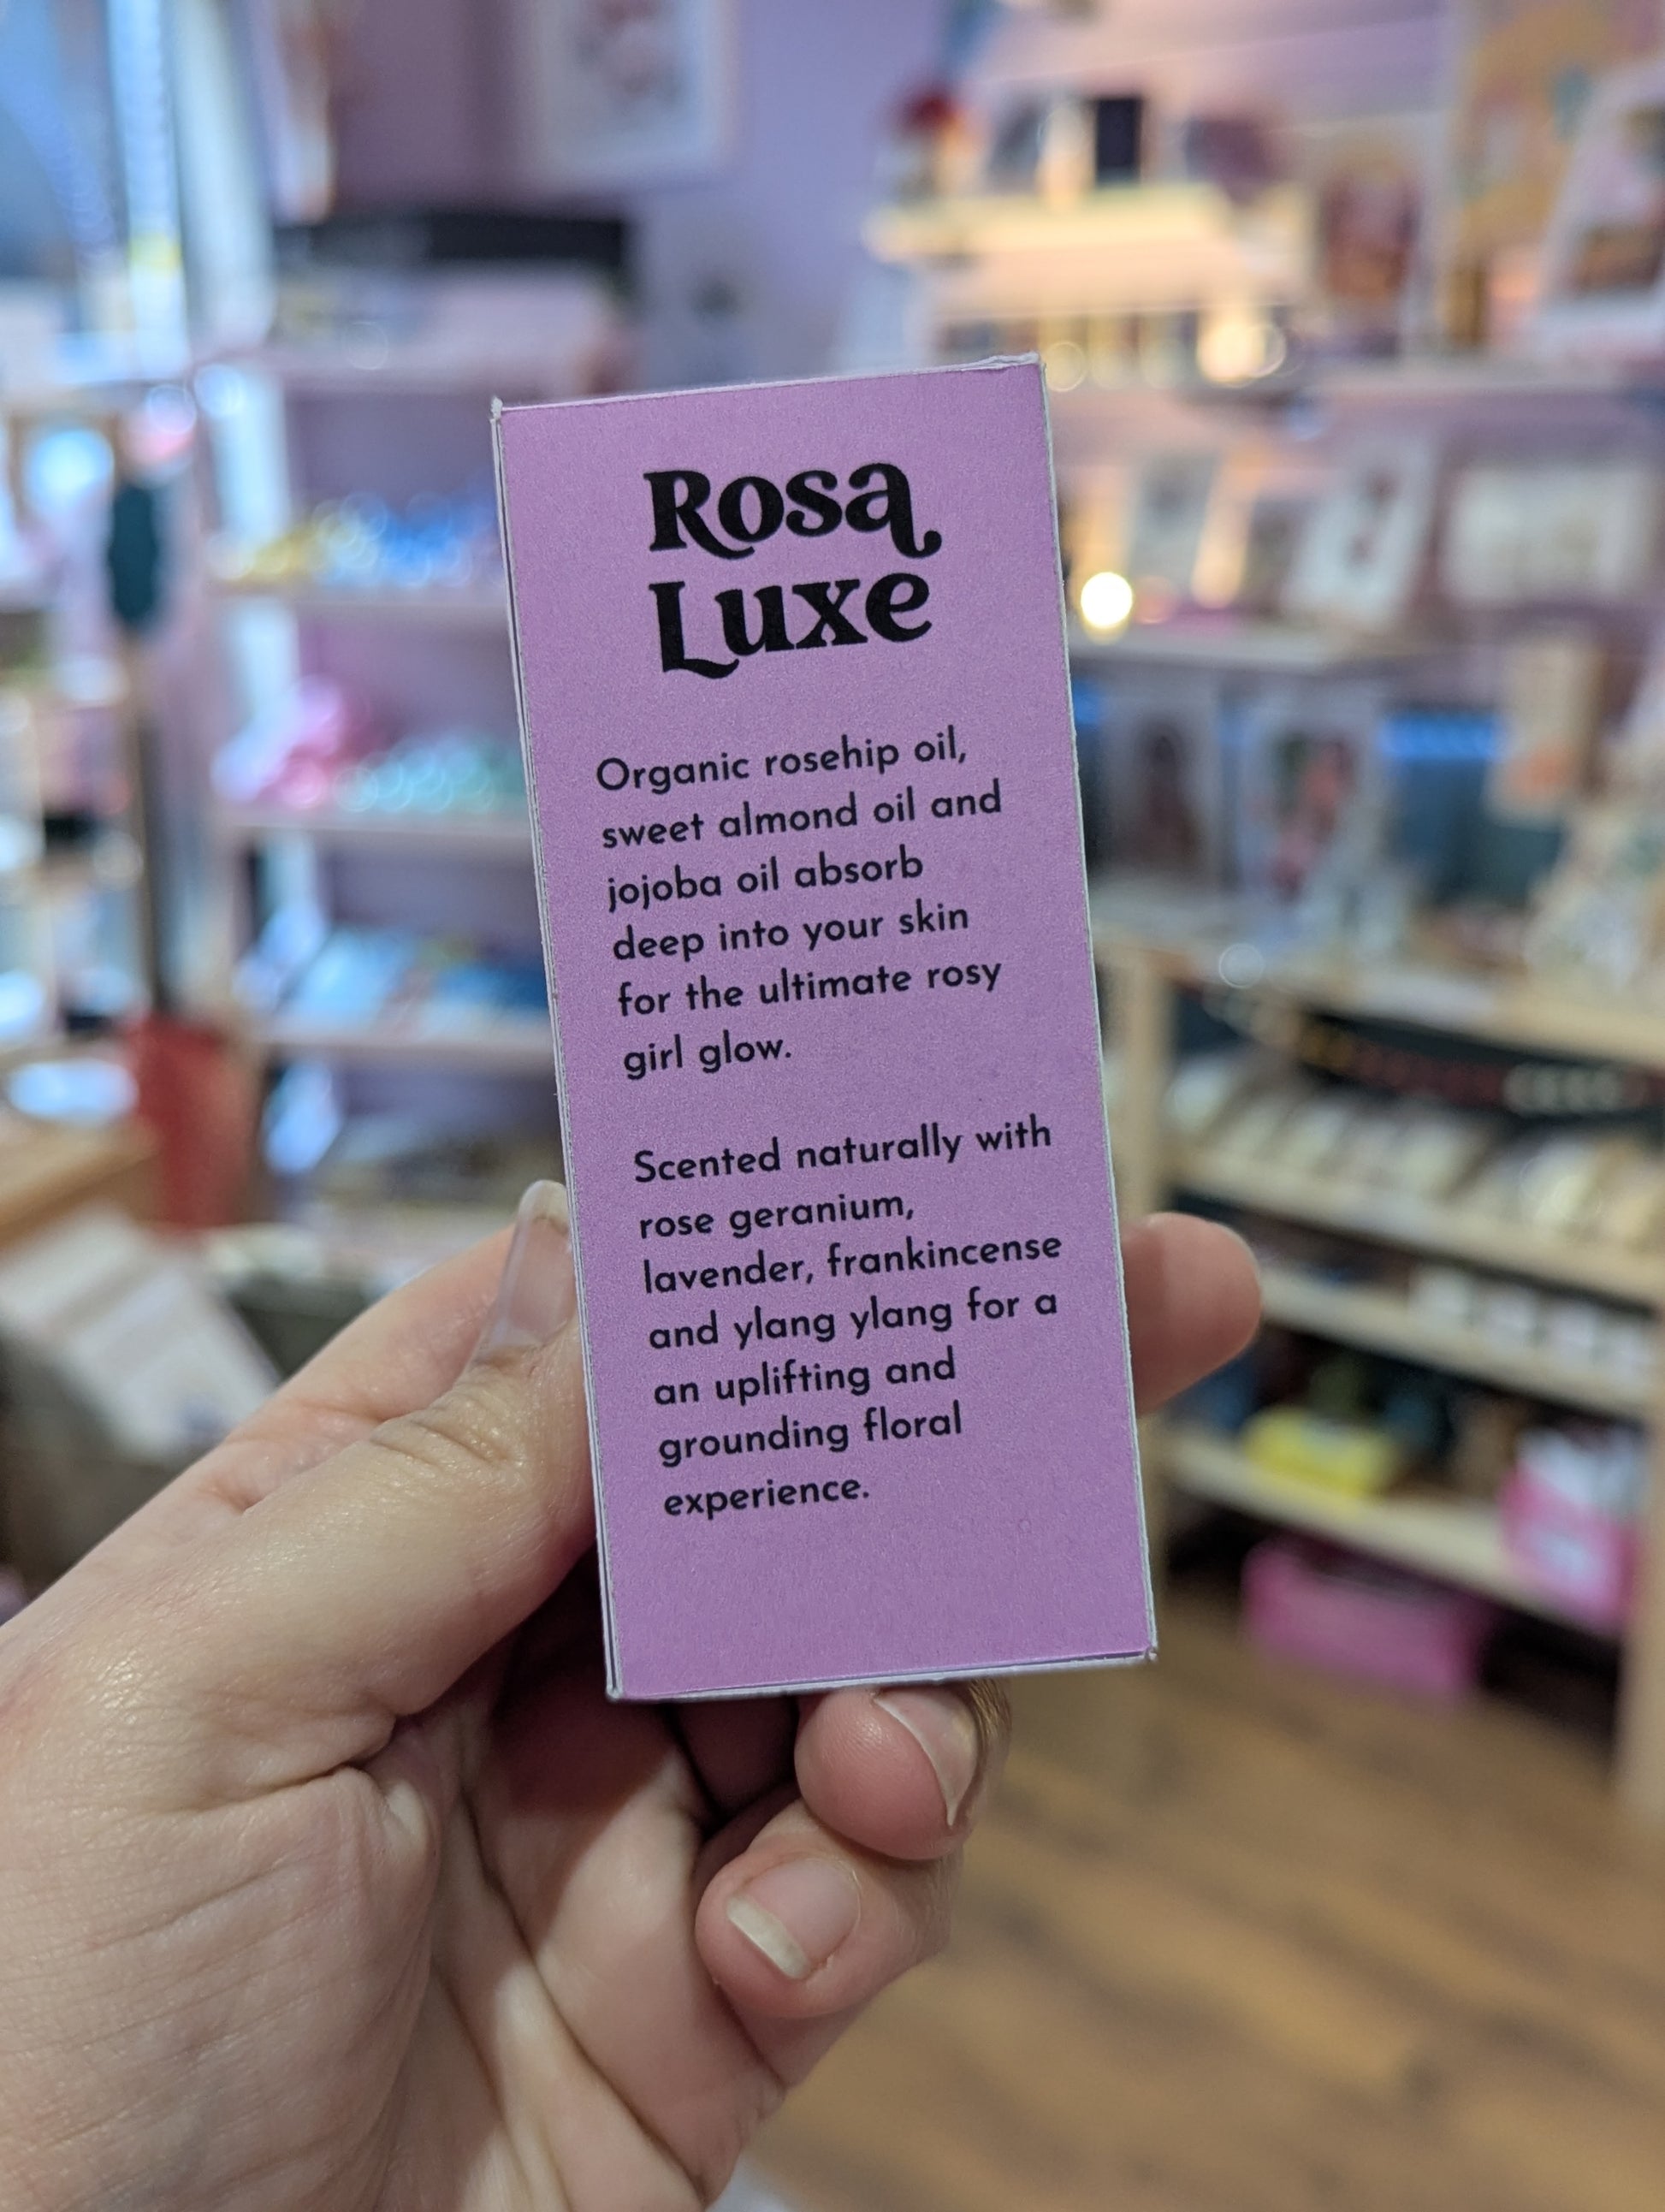 Rosa
Luxe
Organic rosehip oil,
sweet almond oil and
jojoba oil absorb
deep into your skin
for the ultimate rosy
girl glow.
Scented naturally with
rose geranium,
lavender, frankincense
and ylang ylang for a
an uplifting and
grounding floral
experience.